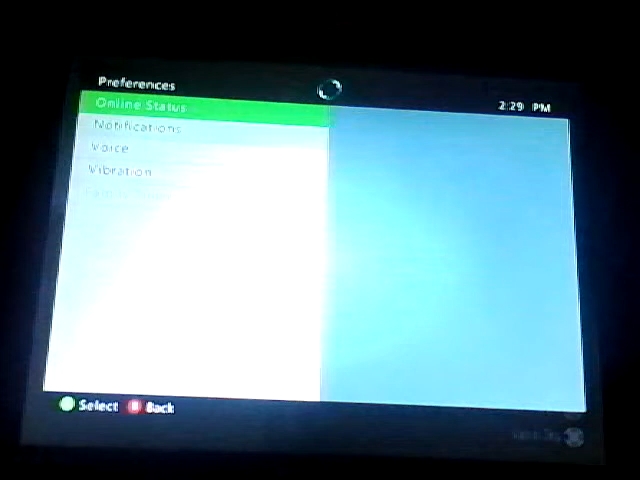 Preferences
2:29 PM
Online Status
Notifications
Voice
Vibration
Select
Back